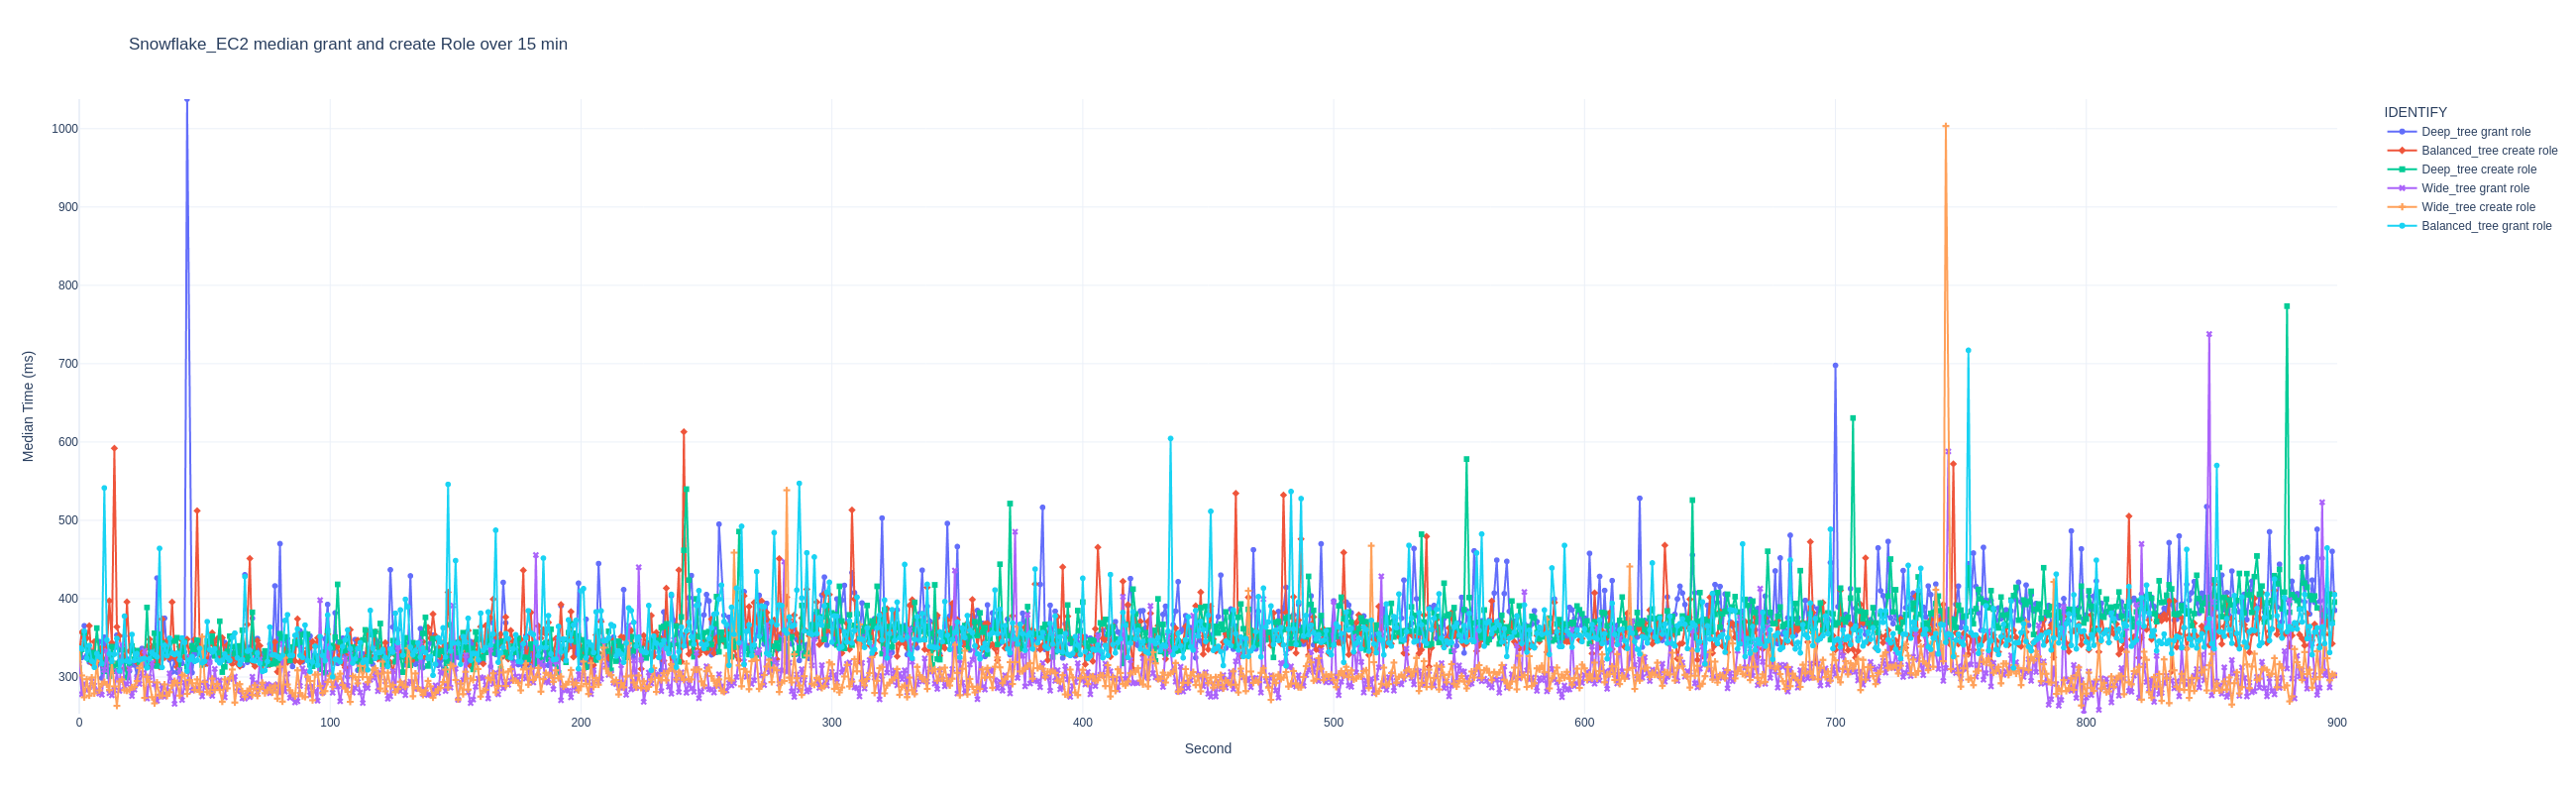 Snowflake_EC2 median grant and create Role over 15 min
IDENTIFY
Deep_tree grant role
Balanced_tree create role
Deep_tree create role
Wide_tree grant role
Wide_tree create role
Balanced_tree grant role
Median Time (ms)
1000
900
800
700
600
500
400
300
0 100 200 300 400 500 600 700 800 900
Second